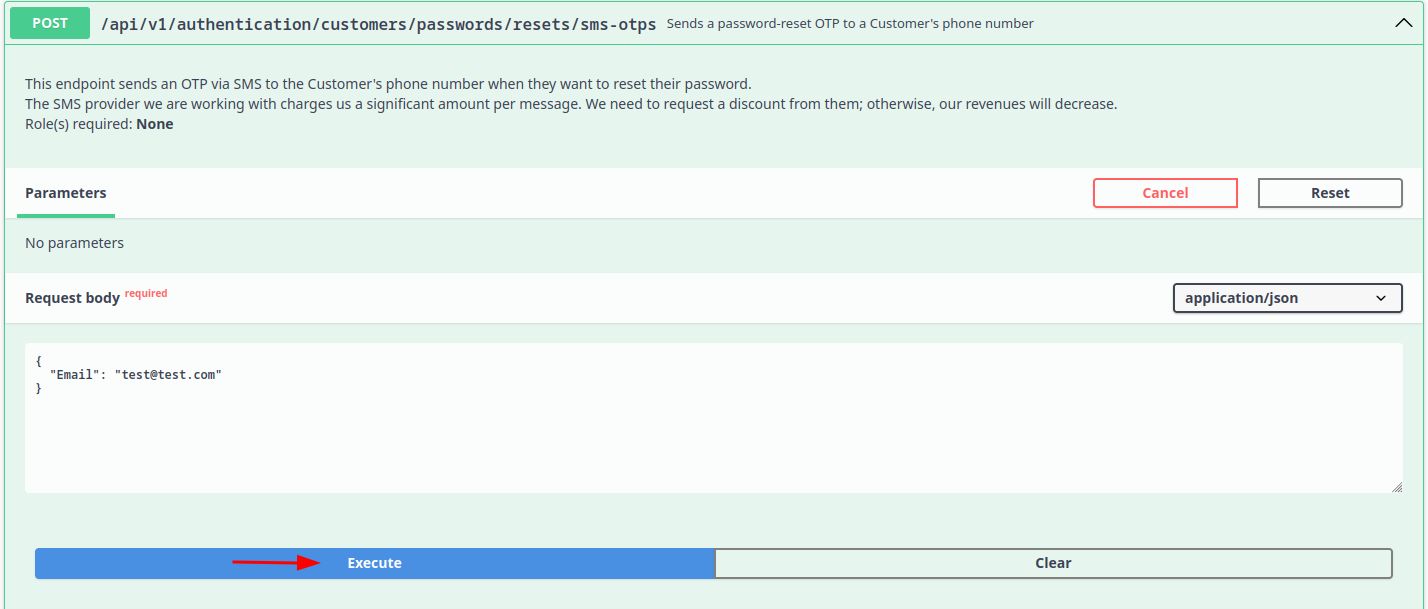 POST /api/v1/authentication/customers/passwords/resets/sms-otps Sends a password-reset OTP to a Customer's phone number
This endpoint sends an OTP via SMS to the Customer's phone number when they want to reset their password.
The SMS provider we are working with charges us a significant amount per message. We need to request a discount from them; otherwise, our revenues will decrease.
Role(s) required: None
Parameters Cancel Reset
No parameters
Request body required application/json
{
"Email": "test@test.com"
}
Execute Clear